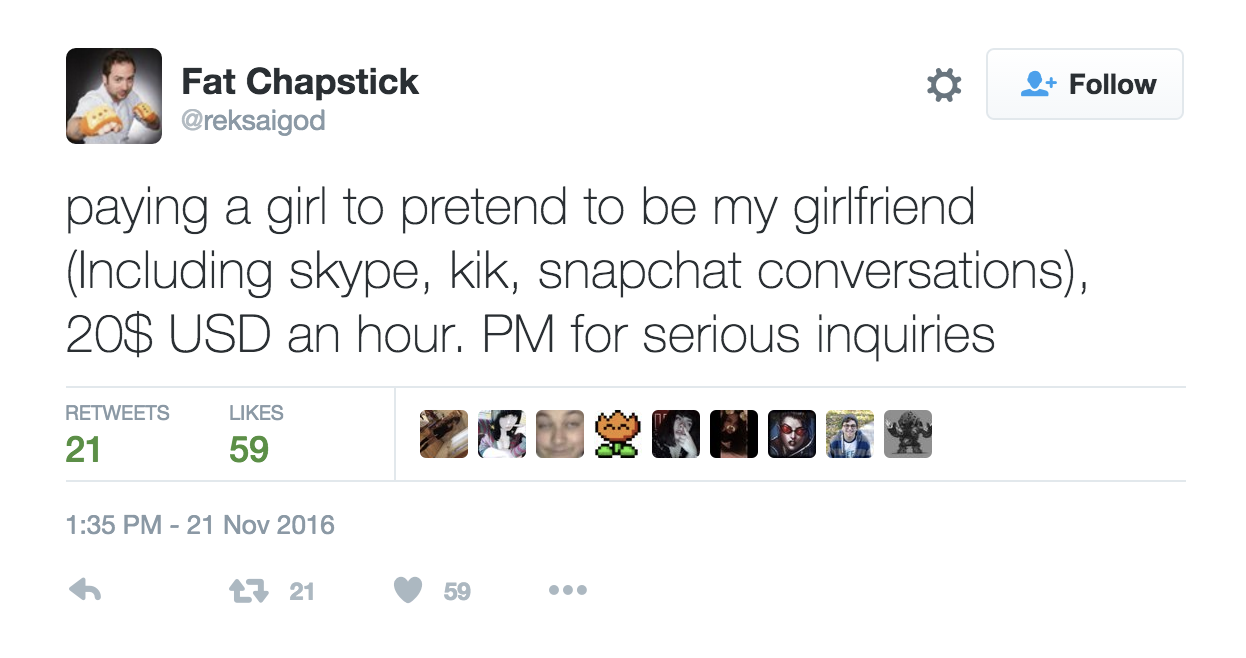 Fat Chapstick
@reksaigod
Follow
paying a girl to pretend to be my girlfriend
(Including skype, kik, snapchat conversations),
20$ USD an hour. PM for serious inquiries
RETWEETS LIKES
21 59
1:35 PM - 21 Nov 2016
21 59